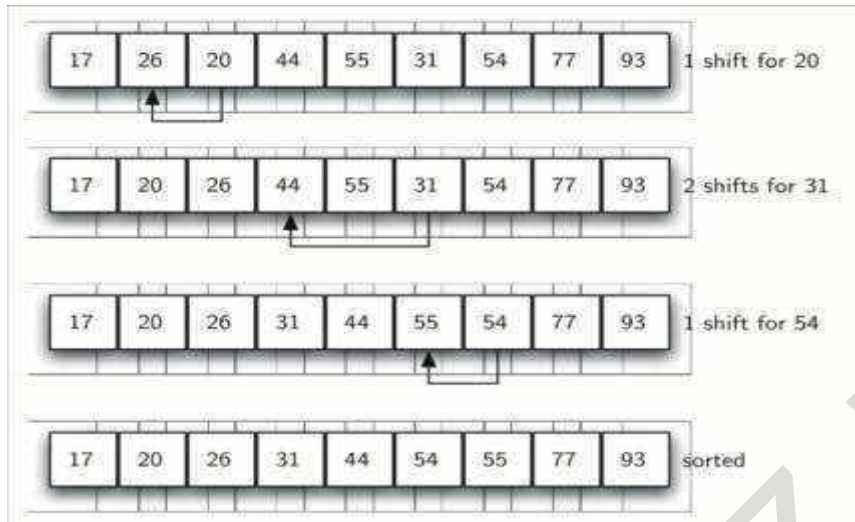 17 26 20 44 55 31 54 77 93 1 shift for 20
17 20 26 44 55 31 54 77 93 2 shifts for 31
17 20 26 31 44 55 54 77 93 1 shift for 54
17 20 26 31 44 54 55 77 93 sorted